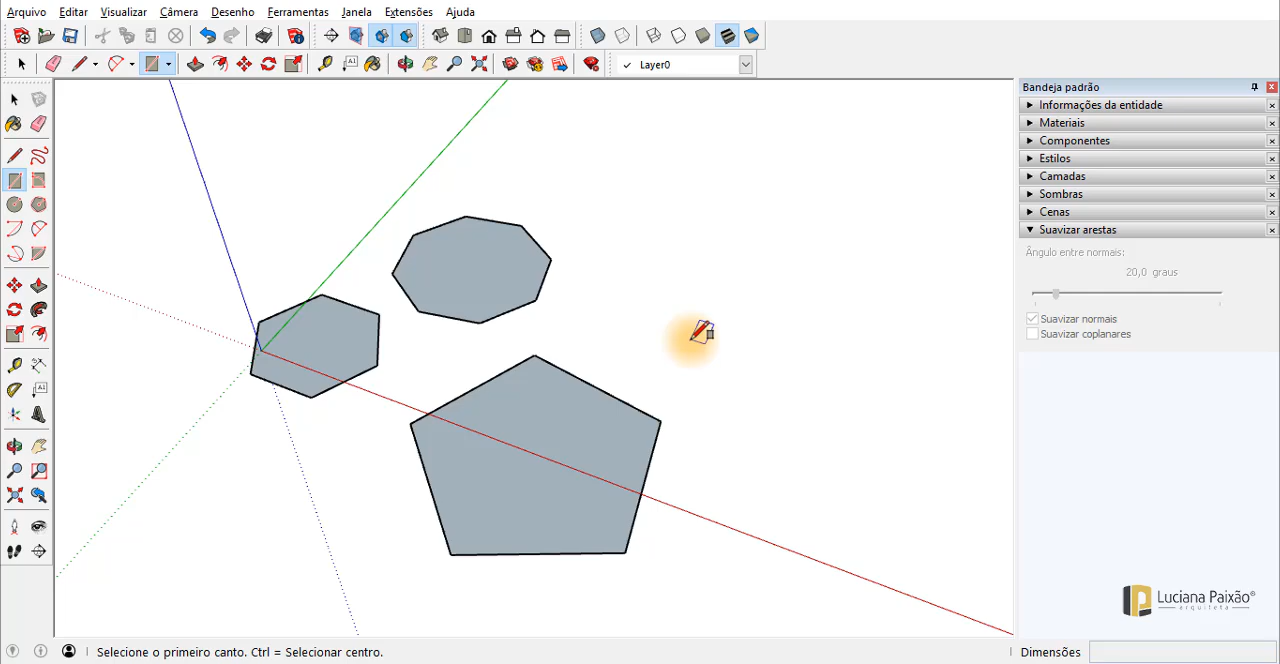 Arquivo Editar Visualizar Câmera Desenho Ferramentas Janela Extensões Ajuda
Layer0
Bandeja padrão
Informações da entidade
Materiais
Componentes
Estilos
Camadas
Sombras
Cenas
Suavizar arestas
Ângulo entre normais:
20,0 graus
Suavizar normais
Suavizar coplanares
Luciana Paixão®
arquiteta
Selecione o primeiro canto. Ctrl = Selecionar centro.
Dimensões